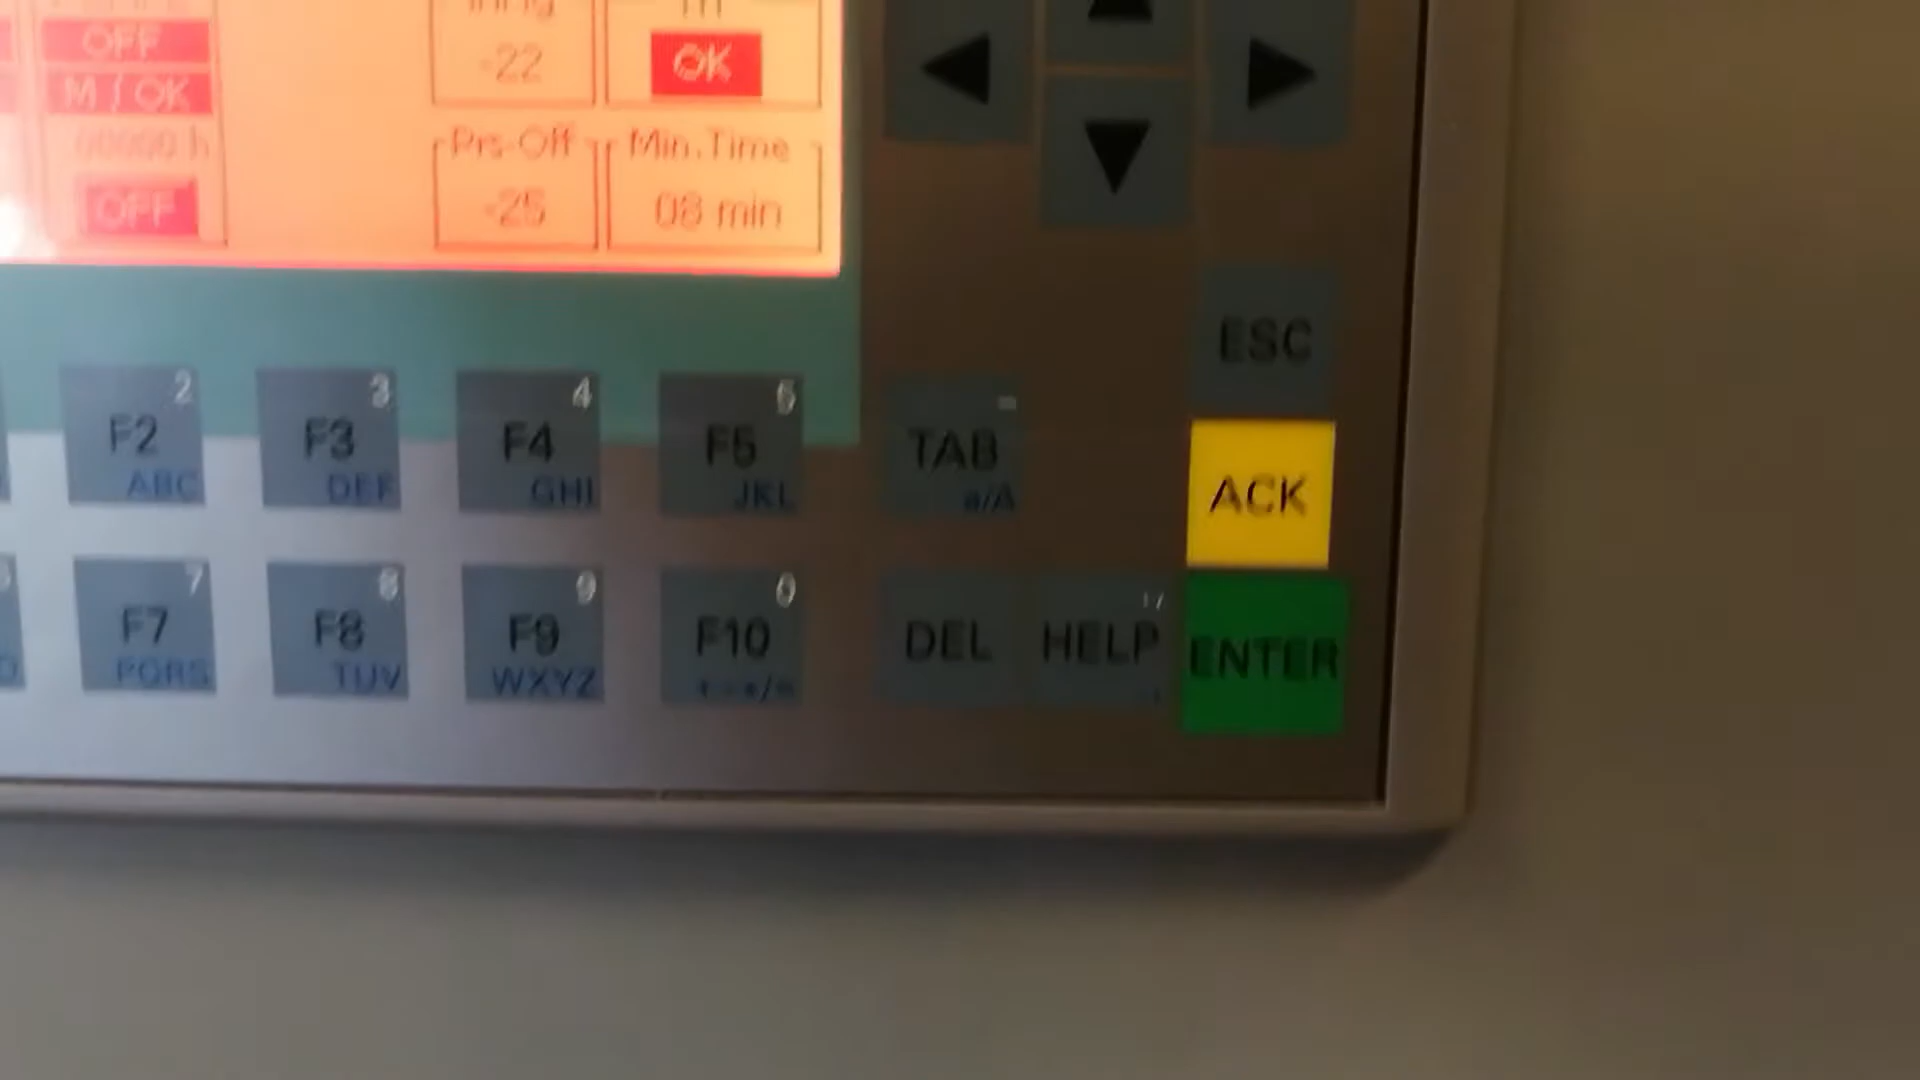 OFF
-22
OK
M / OK
00000 h
Prs-Off
Min.Time
OFF
-25
08 min
ESC
2
F2
ABC
3
F3
DEF
4
F4
GHI
5
F5
JKL
TAB
a/A
ACK
7
F7
PQRS
8
F8
TUV
9
F9
WXYZ
0
F10
DEL
HELP
ENTER